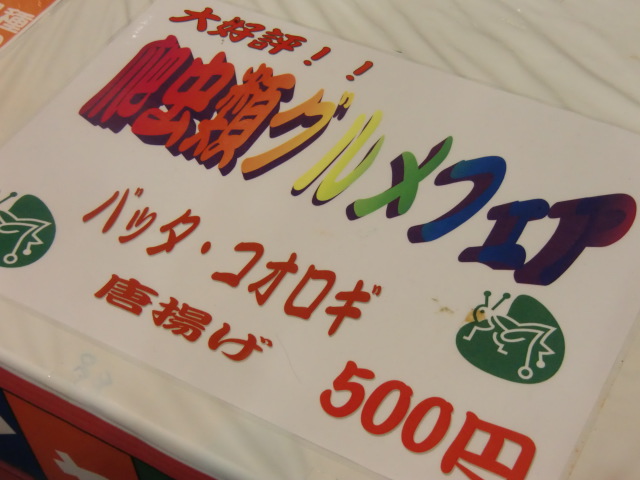 大好評！！
爬虫類グルメフェア
バッタ・コオロギ
唐揚げ
500円